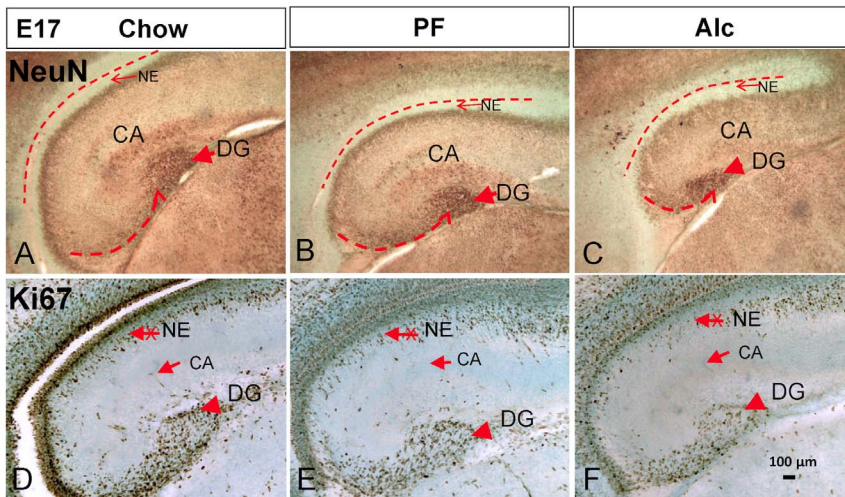 E17 Chow PF Alc
NeuN
NE NE NE
CA CA CA
DG DG DG
A B C
Ki67
NE NE NE
CA CA CA
DG DG DG
D E F 100 µm